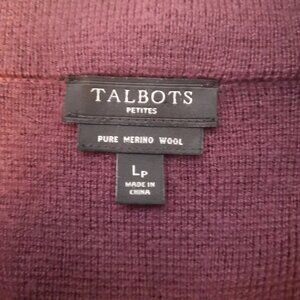 TALBOTS
PETITES
PURE MERINO WOOL
LP
MADE IN
CHINA